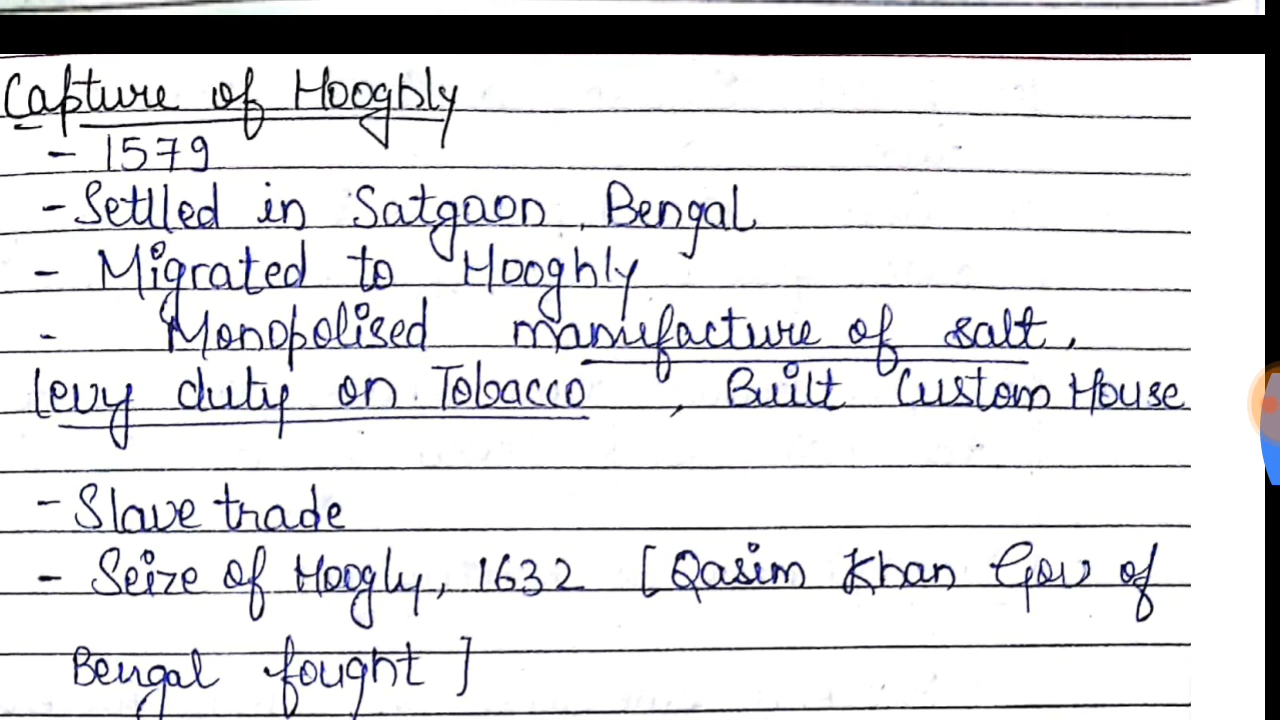 Capture of Hooghly
- 1579
- Settled in Satgaon, Bengal
- Migrated to Hooghly
- Monopolised manufacture of salt,
levy duty on Tobacco, Built Custom House
- Slave trade
- Seize of Hoogly, 1632 [Qasim Khan Gov of
Bengal fought]